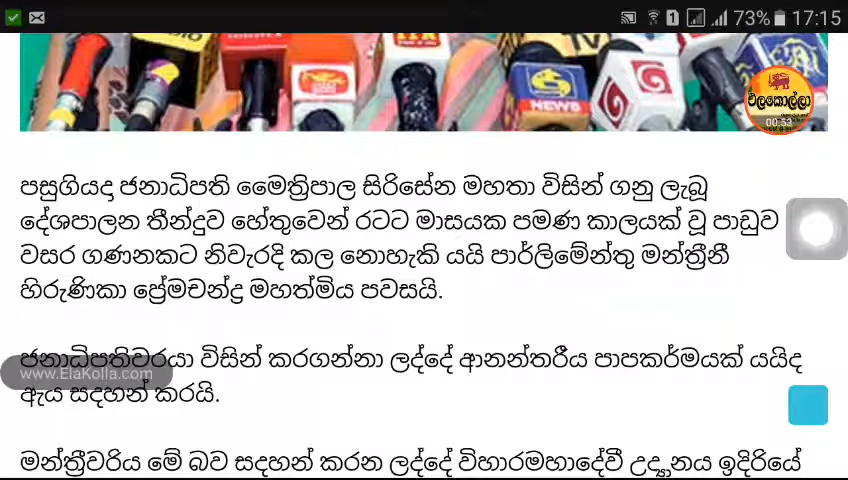 73% 17:15
NEWS
එලකොල්ලා
00:53
පසුගියදා ජනාධිපති මෛත්‍රිපාල සිරිසේන මහතා විසින් ගනු ලැබූ
දේශපාලන තීන්දුව හේතුවෙන් රටට මාසයක පමණ කාලයක් වූ පාඩුව
වසර ගණනකට නිවැරදි කල නොහැකි යයි පාර්ලිමේන්තු මන්ත්‍රීනී
හිරුණිකා ප්‍රේමචන්ද්‍ර මහත්මිය පවසයි.
ජනාධිපතිවරයා විසින් කරගන්නා ලද්දේ ආනන්තරීය පාපකර්මයක් යයිද
www.ElaKolla.com
ඇය සඳහන් කරයි.
මන්ත්‍රීවරිය මේ බව සඳහන් කරන ලද්දේ විහාරමහාදේවී උද්‍යානය ඉදිරියේ